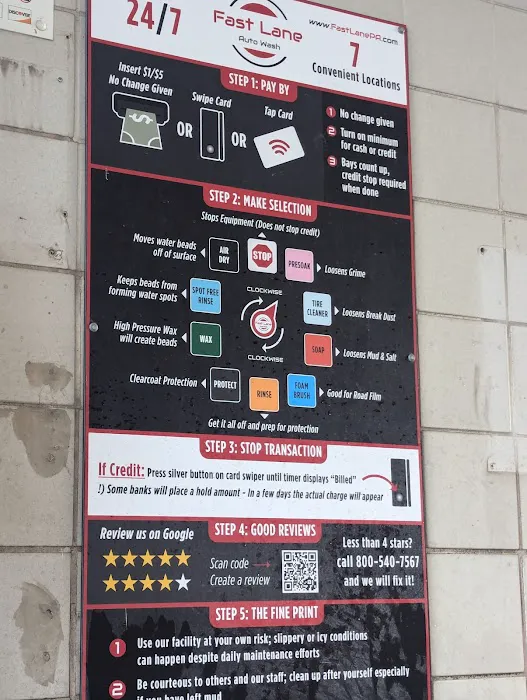 DISCOVER
24/7
Fast Lane
Auto Wash
www.FastLanePA.com
7
Convenient Locations
STEP 1: PAY BY
Insert $1/$5
No Change Given
OR
Swipe Card
OR
Tap Card
1 No change given
2 Turn on minimum
for cash or credit
3 Bays count up,
credit stop required
when done
STEP 2: MAKE SELECTION
Stops Equipment (Does not stop credit)
Moves water beads
off of surface
AIR
DRY
STOP
PRESOAK
Loosens Grime
Keeps beads from
forming water spots
SPOT FREE
RINSE
CLOCKWISE
TIRE
CLEANER
Loosens Break Dust
High Pressure Wax
will create beads
WAX
CLOCKWISE
SOAP
Loosens Mud & Salt
Clearcoat Protection
PROTECT
RINSE
FOAM
BRUSH
Good for Road Film
Get it all off and prep for protection
STEP 3: STOP TRANSACTION
If Credit: Press silver button on card swiper until timer displays "Billed"
!) Some banks will place a hold amount - In a few days the actual charge will appear
STEP 4: GOOD REVIEWS
Review us on Google
Scan code
Create a review
Less than 4 stars?
call 800-540-7567
and we will fix it!
STEP 5: THE FINE PRINT
1 Use our facility at your own risk; slippery or icy conditions
can happen despite daily maintenance efforts
2 Be courteous to others and our staff; clean up after yourself especially
if you have left mud